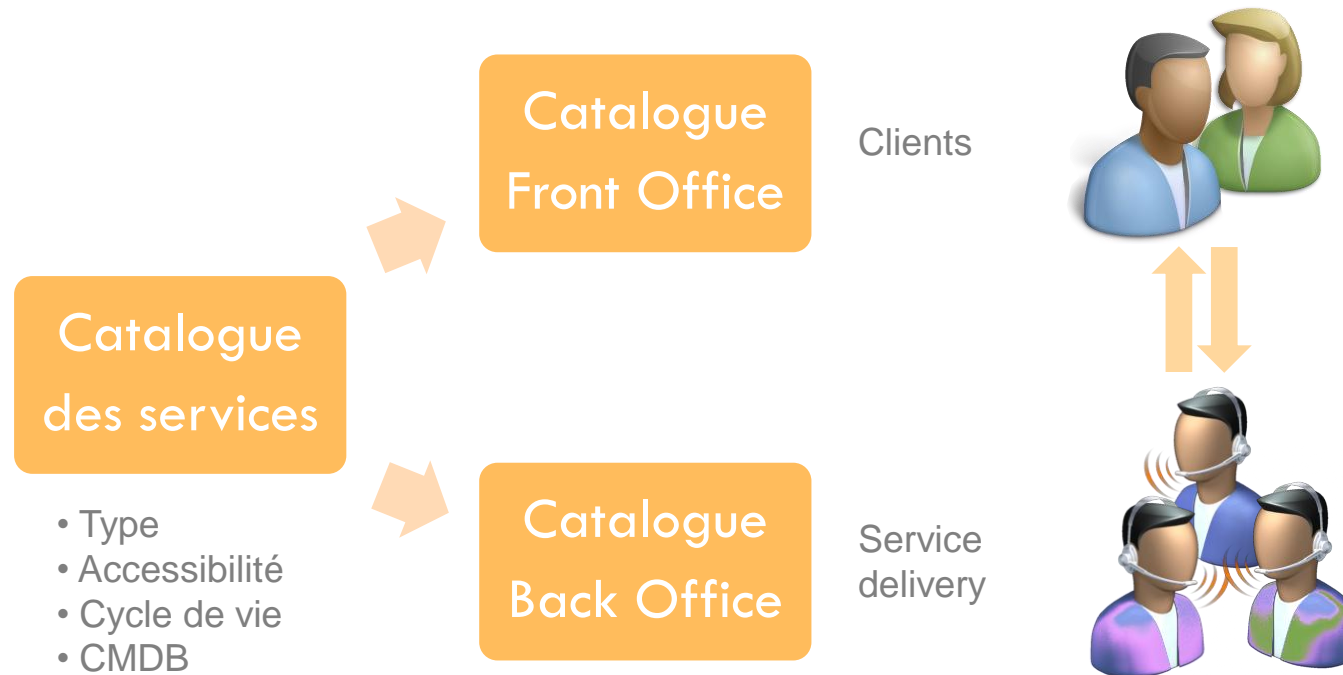 Catalogue
Front Office
Clients
Catalogue
des services
• Type
• Accessibilité
• Cycle de vie
• CMDB
Catalogue
Back Office
Service
delivery